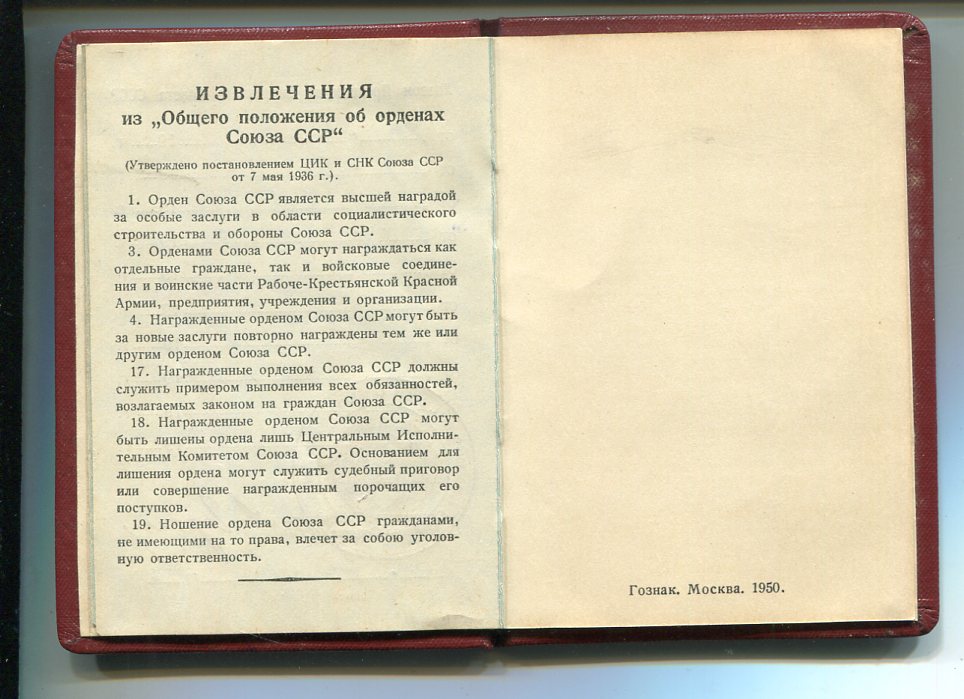 ИЗВЛЕЧЕНИЯ
из „Общего положения об орденах
Союза ССР“
(Утверждено постановлением ЦИК и СНК Союза ССР
от 7 мая 1936 г.).
1. Орден Союза ССР является высшей наградой
за особые заслуги в области социалистического
строительства и обороны Союза ССР.
3. Орденами Союза ССР могут награждаться как
отдельные граждане, так и войсковые соедине-
ния и воинские части Рабоче-Крестьянской Красной
Армии, предприятия, учреждения и организации.
4. Награжденные орденом Союза ССР могут быть
за новые заслуги повторно награждены тем же или
другим орденом Союза ССР.
17. Награжденные орденом Союза ССР должны
служить примером выполнения всех обязанностей,
возлагаемых законом на граждан Союза ССР.
18. Награжденные орденом Союза ССР могут
быть лишены ордена лишь Центральным Исполни-
тельным Комитетом Союза ССР. Основанием для
лишения ордена могут служить судебный приговор
или совершение награжденным порочащих его
поступков.
19. Ношение ордена Союза ССР гражданами,
не имеющими на то права, влечет за собою уголов-
ную ответственность.
Гознак. Москва. 1950.